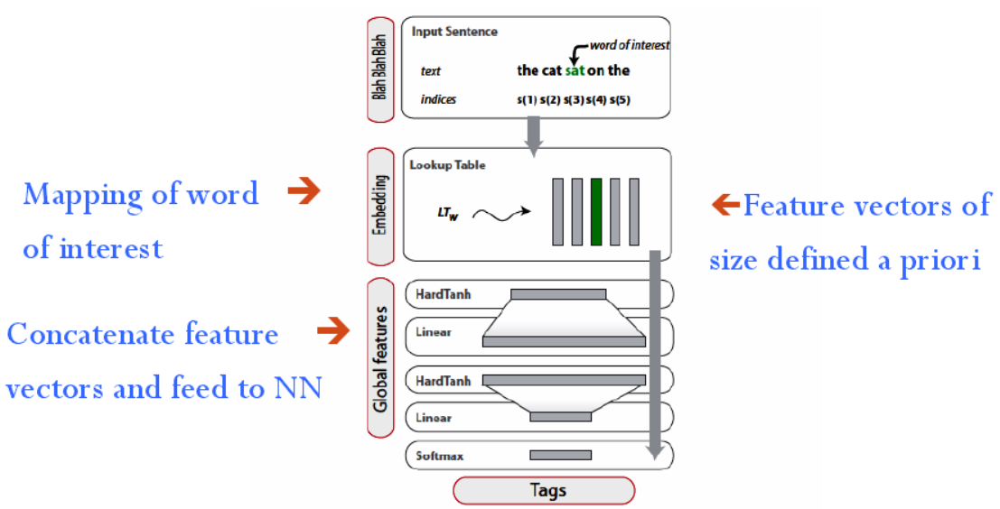 Blah Blah Blah
Input Sentence
word of interest
text the cat sat on the
indices s(1) s(2) s(3) s(4) s(5)
Embedding
Lookup Table
LTw
Mapping of word
of interest
Feature vectors of
size defined a priori
Global features
HardTanh
Linear
Concatenate feature
vectors and feed to NN
HardTanh
Linear
Softmax
Tags